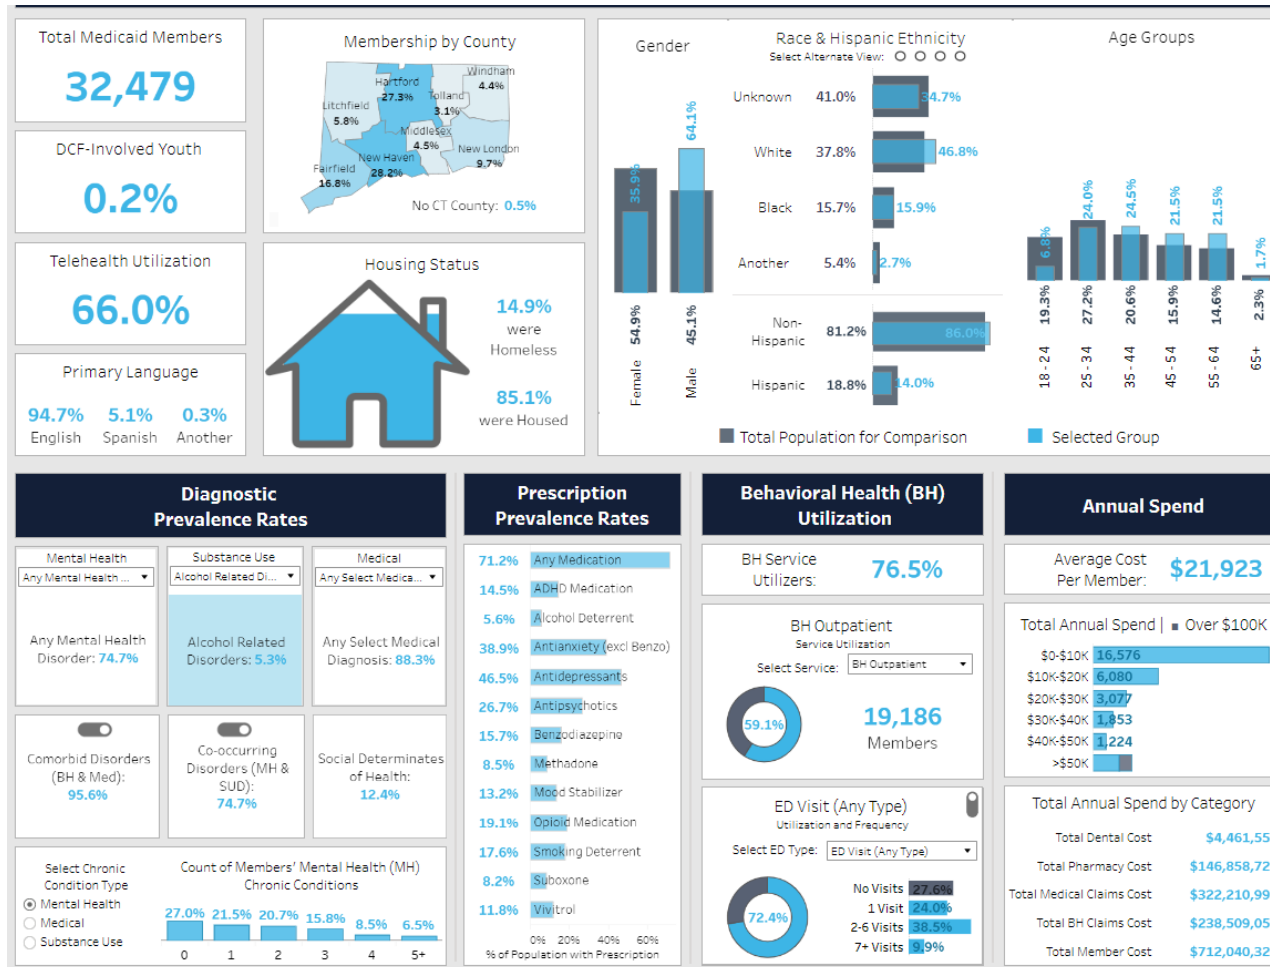 Total Medicaid Members
32,479
DCF-Involved Youth
0.2%
Telehealth Utilization
66.0%
Primary Language
94.7% 5.1% 0.3%
English Spanish Another
Membership by County
Windham
4.4%
Hartford
27.3%
Tolland
3.1%
Litchfield
5.8%
Middlesex
4.5%
New London
9.7%
New Haven
28.2%
Fairfield
16.8%
No CT County: 0.5%
Housing Status
14.9%
were
Homeless
85.1%
were Housed
Gender
35.9%
64.1%
54.9%
45.1%
Female
Male
Race & Hispanic Ethnicity
Select Alternate View:
Unknown 41.0% 34.7%
White 37.8% 46.8%
Black 15.7% 15.9%
Another 5.4% 2.7%
Non-
Hispanic 81.2% 86.0%
Hispanic 18.8% 14.0%
Age Groups
6.8%
24.0%
24.5%
21.5%
21.5%
1.7%
19.3%
27.2%
20.6%
15.9%
14.6%
2.3%
18 - 24
25 - 34
35 - 44
45 - 54
55 - 64
65+
Total Population for Comparison
Selected Group
Diagnostic
Prevalence Rates
Mental Health
Any Mental Health ...
Any Mental Health
Disorder: 74.7%
Substance Use
Alcohol Related Di...
Alcohol Related
Disorders: 5.3%
Medical
Any Select Medica...
Any Select Medical
Diagnosis: 88.3%
Comorbid Disorders
(BH & Med):
95.6%
Co-occurring
Disorders (MH &
SUD):
74.7%
Social Determinates
of Health:
12.4%
Select Chronic
Condition Type
Mental Health
Medical
Substance Use
Count of Members' Mental Health (MH)
Chronic Conditions
27.0% 21.5% 20.7% 15.8% 8.5% 6.5%
0 1 2 3 4 5+
Prescription
Prevalence Rates
71.2% Any Medication
14.5% ADHD Medication
5.6% Alcohol Deterrent
38.9% Antianxiety (excl Benzo)
46.5% Antidepressants
26.7% Antipsychotics
15.7% Benzodiazepine
8.5% Methadone
13.2% Mood Stabilizer
19.1% Opioid Medication
17.6% Smoking Deterrent
8.2% Suboxone
11.8% Vivitrol
0% 20% 40% 60%
% of Population with Prescription
Behavioral Health (BH)
Utilization
BH Service
Utilizers: 76.5%
BH Outpatient
Service Utilization
Select Service: BH Outpatient
59.1%
19,186
Members
ED Visit (Any Type)
Utilization and Frequency
Select ED Type: ED Visit (Any Type)
72.4%
No Visits 27.6%
1 Visit 24.0%
2-6 Visits 38.5%
7+ Visits 9.9%
Annual Spend
Average Cost
Per Member: $21,923
Total Annual Spend | Over $100K
$0-$10K 16,576
$10K-$20K 6,080
$20K-$30K 3,077
$30K-$40K 1,853
$40K-$50K 1,224
>$50K
Total Annual Spend by Category
Total Dental Cost $4,461,55
Total Pharmacy Cost $146,858,72
Total Medical Claims Cost $322,210,99
Total BH Claims Cost $238,509,05
Total Member Cost $712,040,32